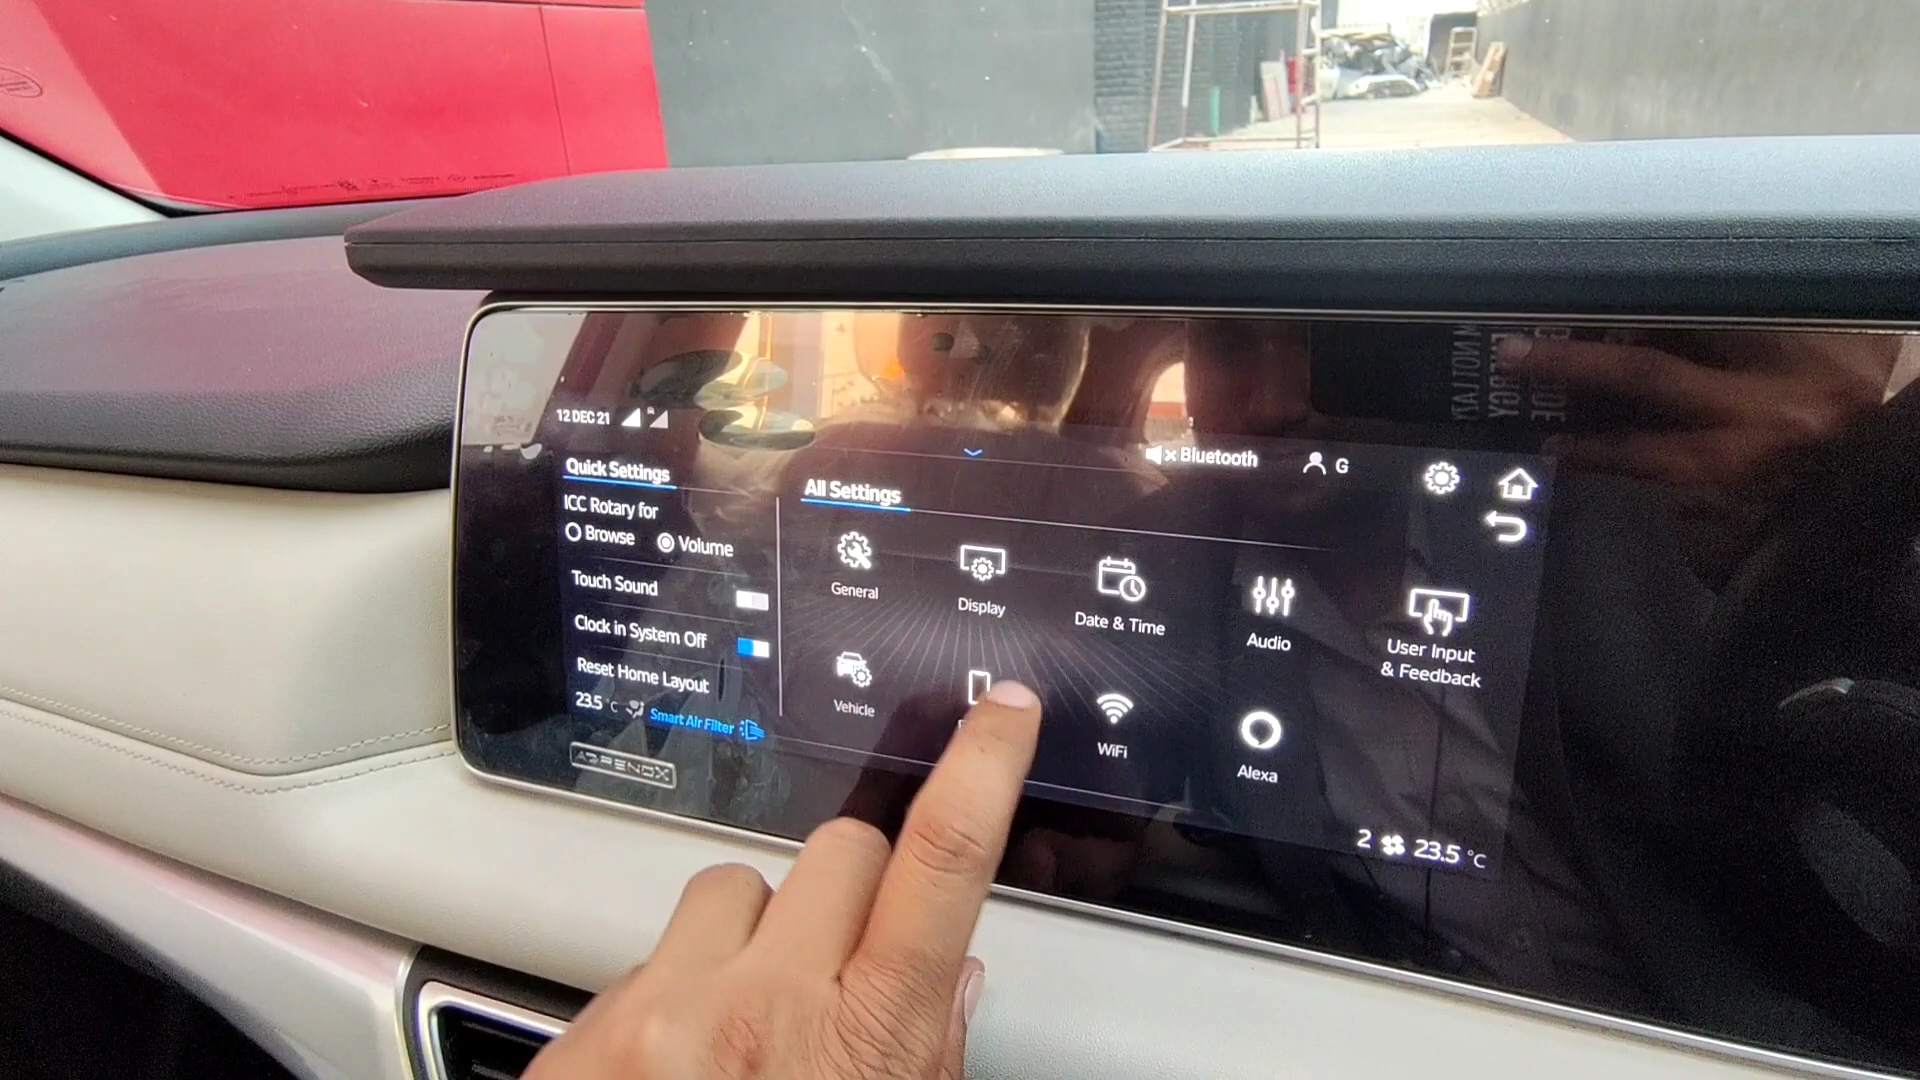 12 DEC 21
Bluetooth
G
Quick Settings
ICC Rotary for
Browse
Volume
Touch Sound
Clock in System Off
Reset Home Layout
23.5 °C
Smart Air Filter
All Settings
General
Display
Date & Time
Audio
User Input
& Feedback
Vehicle
WiFi
Alexa
2
23.5 °C
ADRENOX